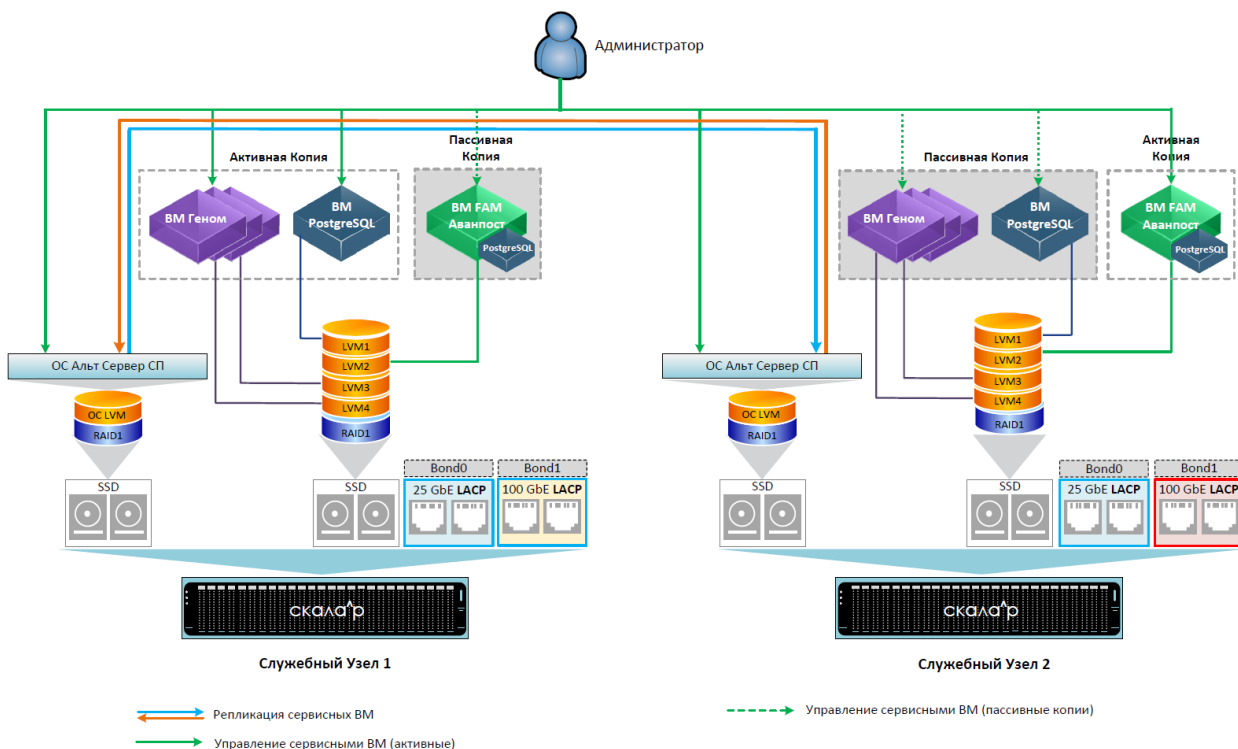 Администратор
Активная Копия
Пассивная
Копия
Пассивная Копия
Активная
Копия
ВМ Геном
ВМ
PostgreSQL
ВМ FAM
Аванпост
PostgreSQL
ВМ Геном
ВМ
PostgreSQL
ВМ FAM
Аванпост
PostgreSQL
ОС Альт Сервер СП
LVM1
LVM2
LVM3
LVM4
RAID1
ОС LVM
RAID1
ОС Альт Сервер СП
LVM1
LVM2
LVM3
LVM4
RAID1
ОС LVM
RAID1
SSD
SSD
Bond0
25 GbE LACP
Bond1
100 GbE LACP
SSD
SSD
Bond0
25 GbE LACP
Bond1
100 GbE LACP
скала^р
скала^р
Служебный Узел 1
Служебный Узел 2
Репликация сервисных ВМ
Управление сервисными ВМ (пассивные копии)
Управление сервисными ВМ (активные)